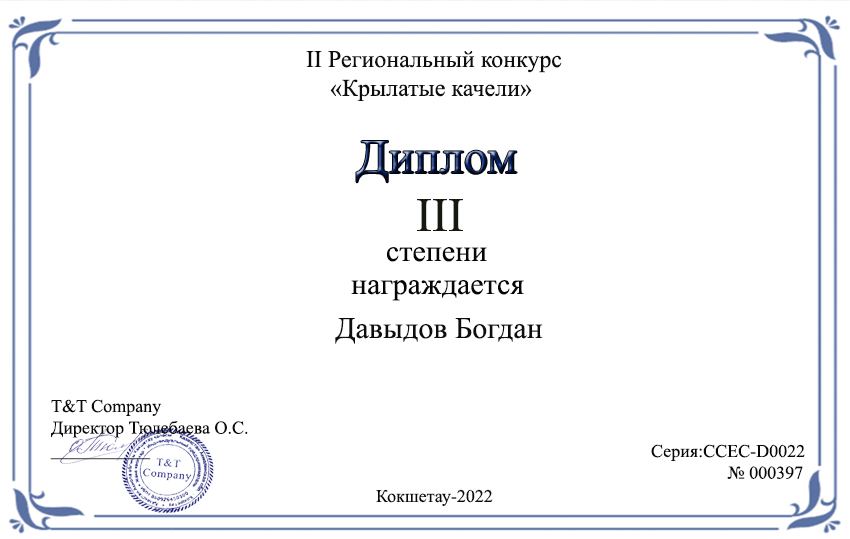 II Региональный конкурс
«Крылатые качели»
Диплом
III
степени
награждается
Давыдов Богдан
T&T Company
Директор Тюлебаева О.С.
T&T
Company
Серия:ССЕС-D0022
№ 000397
Кокшетау-2022